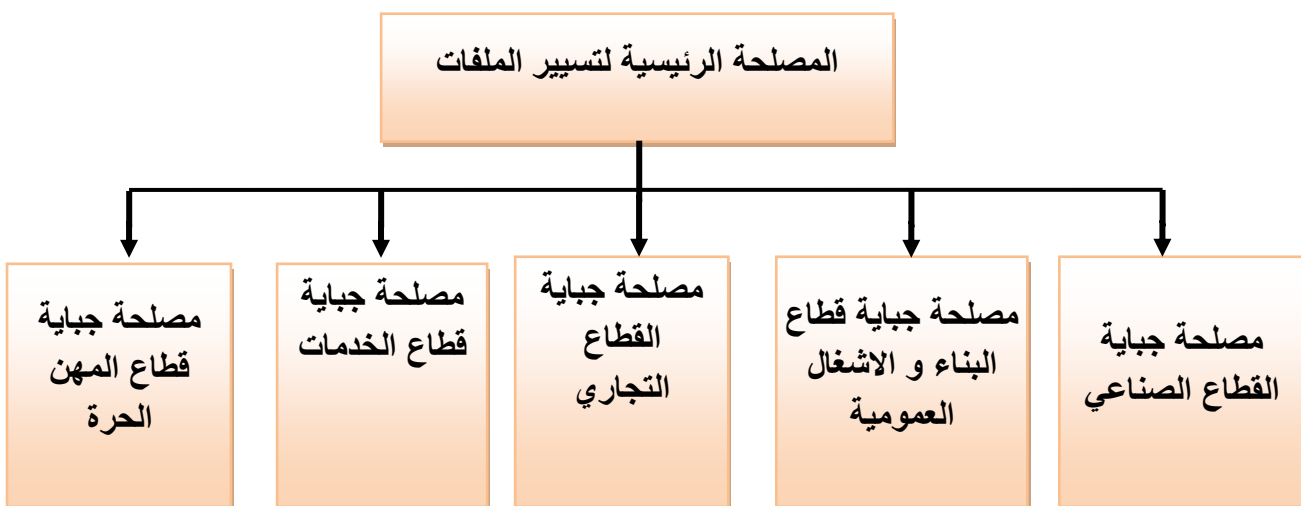 المصلحة الرئيسية لتسيير الملفات
مصلحة جباية
القطاع الصناعي
مصلحة جباية قطاع
البناء و الاشغال
العمومية
مصلحة جباية
القطاع
التجاري
مصلحة جباية
قطاع الخدمات
مصلحة جباية
قطاع المهن
الحرة